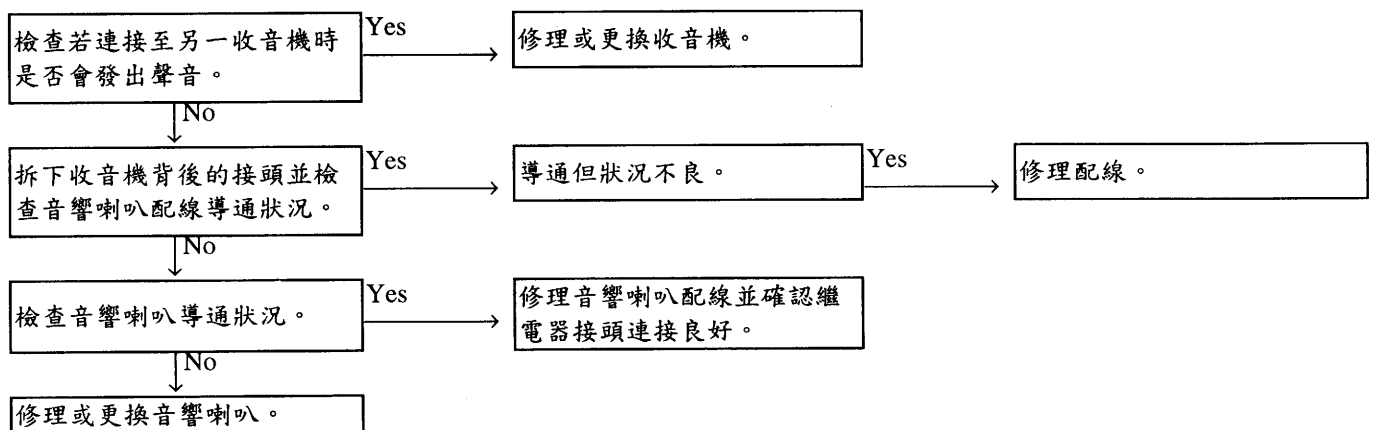 檢查若連接至另一收音機時
是否會發出聲音。
Yes
修理或更換收音機。
No
拆下收音機背後的接頭並檢
查音響喇叭配線導通狀況。
Yes
導通但狀況不良。
Yes
修理配線。
No
檢查音響喇叭導通狀況。
Yes
修理音響喇叭配線並確認繼
電器接頭連接良好。
No
修理或更換音響喇叭。